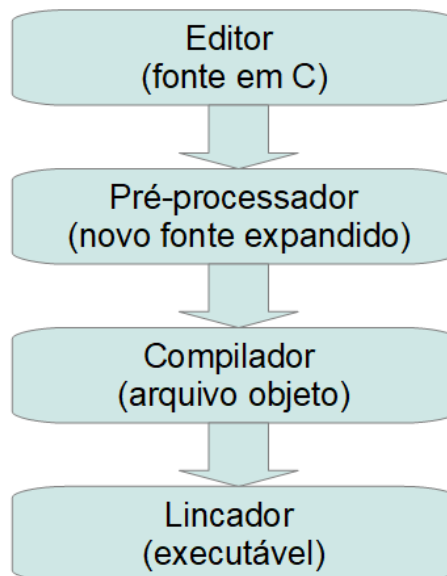 Editor
(fonte em C)
Pré-processador
(novo fonte expandido)
Compilador
(arquivo objeto)
Lincador
(executável)